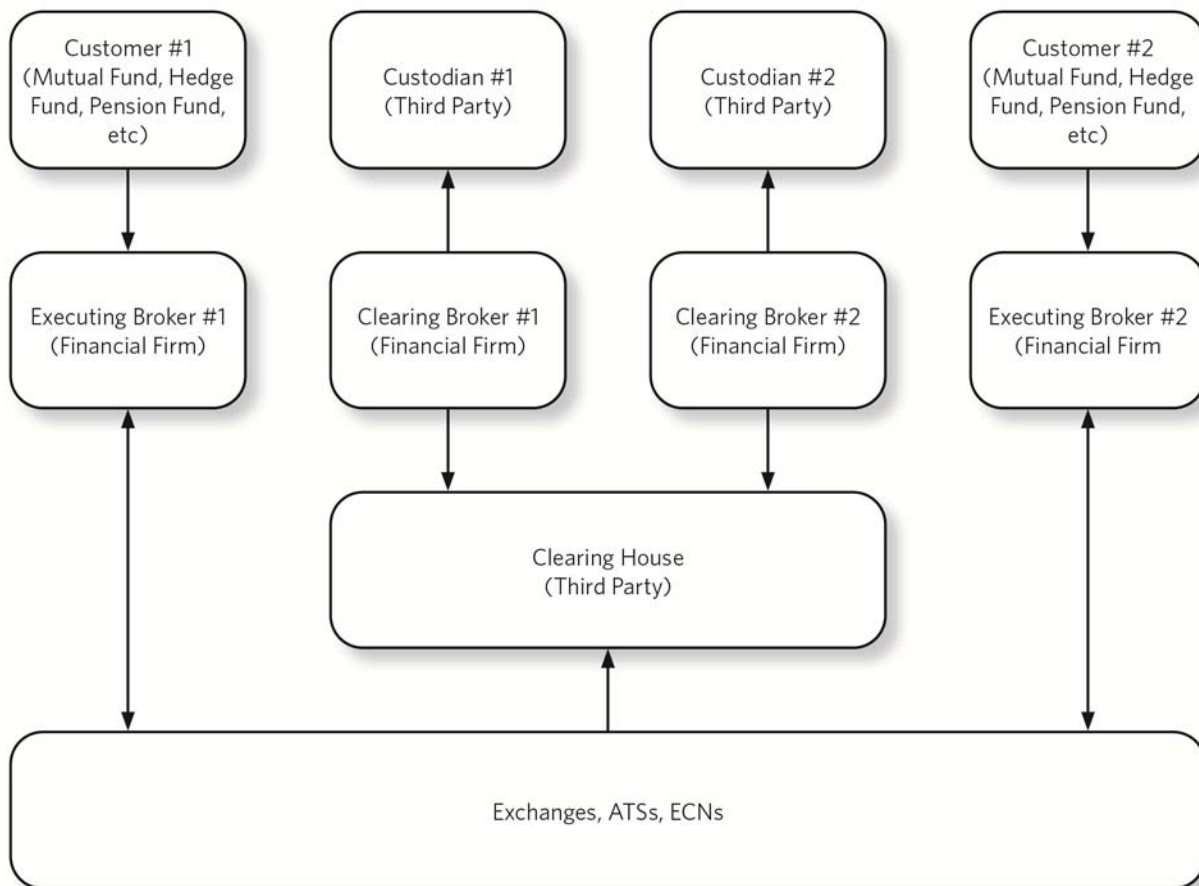 Customer #1
(Mutual Fund, Hedge
Fund, Pension Fund,
etc)
Custodian #1
(Third Party)
Custodian #2
(Third Party)
Customer #2
(Mutual Fund, Hedge
Fund, Pension Fund,
etc)
Executing Broker #1
(Financial Firm)
Clearing Broker #1
(Financial Firm)
Clearing Broker #2
(Financial Firm)
Executing Broker #2
(Financial Firm
Clearing House
(Third Party)
Exchanges, ATSs, ECNs